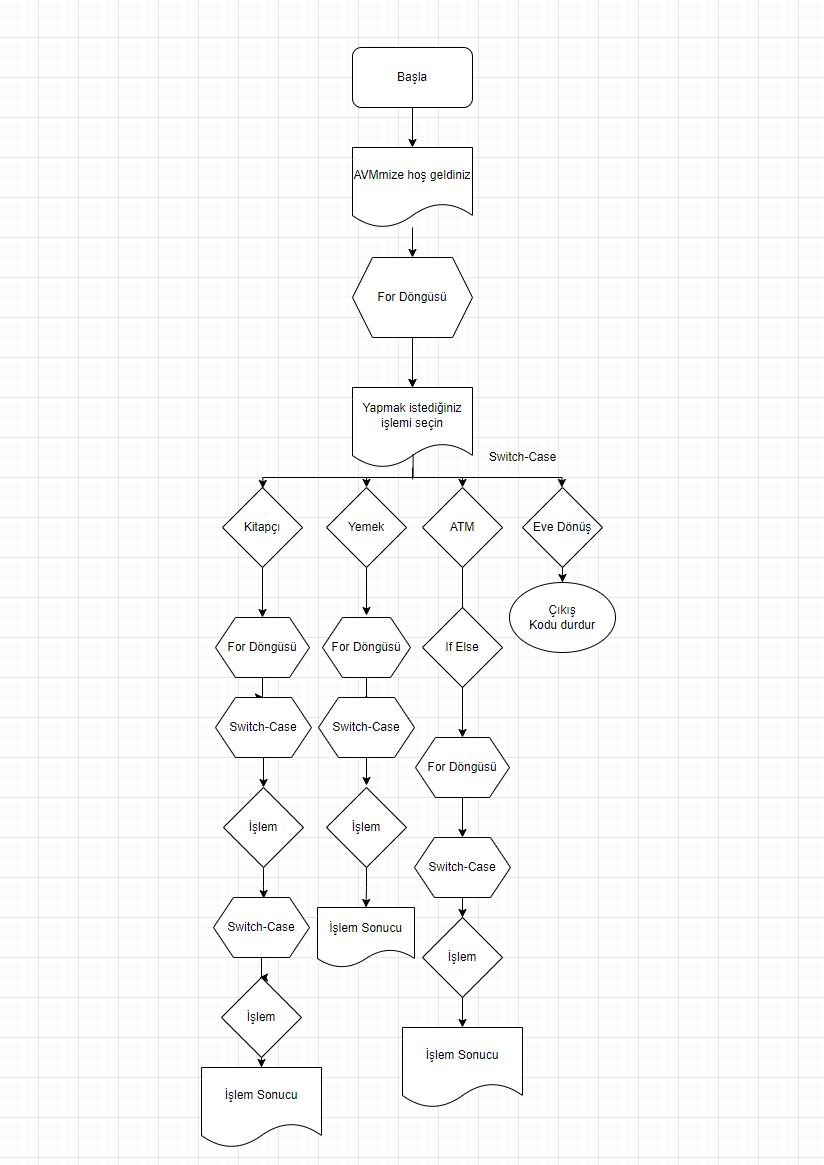 Başla
AVMmize hoş geldiniz
For Döngüsü
Yapmak istediğiniz
işlemi seçin
Switch-Case
Kitapçı
Yemek
ATM
Eve Dönüş
Çıkış
Kodu durdur
For Döngüsü
For Döngüsü
If Else
Switch-Case
Switch-Case
For Döngüsü
İşlem
İşlem
Switch-Case
Switch-Case
İşlem Sonucu
İşlem
İşlem
İşlem Sonucu
İşlem Sonucu